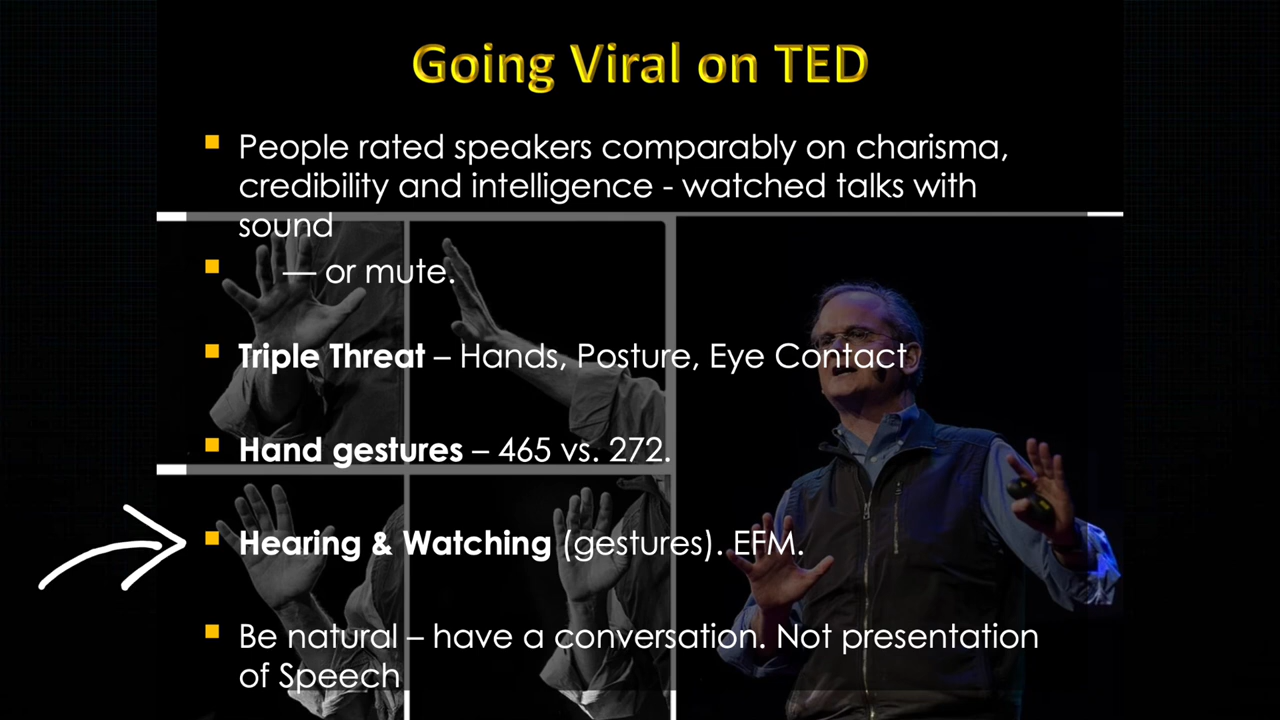 Going Viral on TED
People rated speakers comparably on charisma,
credibility and intelligence - watched talks with
sound
— or mute.
Triple Threat – Hands, Posture, Eye Contact
Hand gestures – 465 vs. 272.
Hearing & Watching (gestures). EFM.
Be natural – have a conversation. Not presentation
of Speech